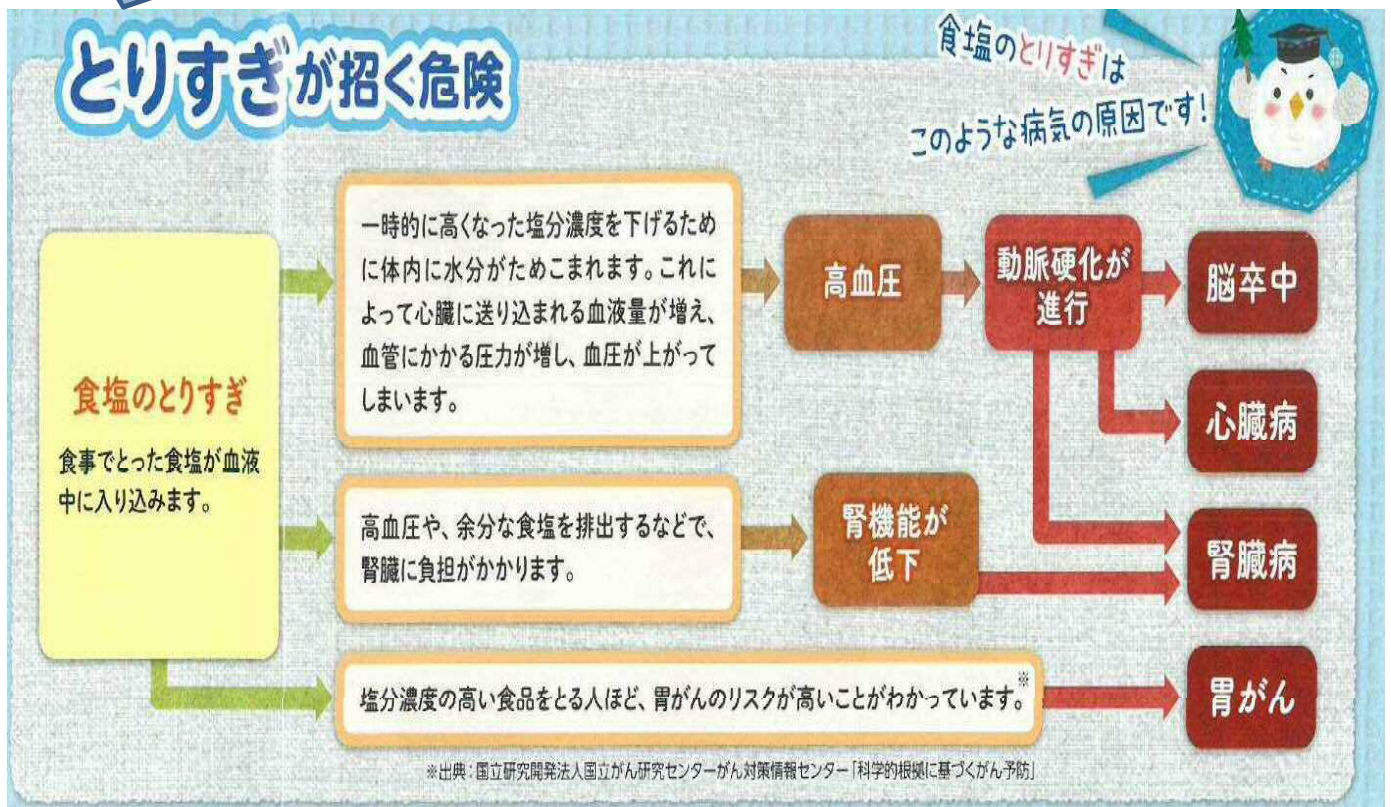 とりすぎが招く危険
食塩のとりすぎは
このような病気の原因です!
食塩のとりすぎ
食事でとった食塩が血液
中に入り込みます。
一時的に高くなった塩分濃度を下げるため
に体内に水分がためこまれます。これに
よって心臓に送り込まれる血液量が増え、
血管にかかる圧力が増し、血圧が上がって
しまいます。
高血圧
動脈硬化が
進行
脳卒中
心臓病
高血圧や、余分な食塩を排出するなどで、
腎臓に負担がかかります。
腎機能が
低下
腎臓病
塩分濃度の高い食品をとる人ほど、胃がんのリスクが高いことがわかっています。※
胃がん
※出典:国立研究開発法人国立がん研究センターがん対策情報センター「科学的根拠に基づくがん予防」